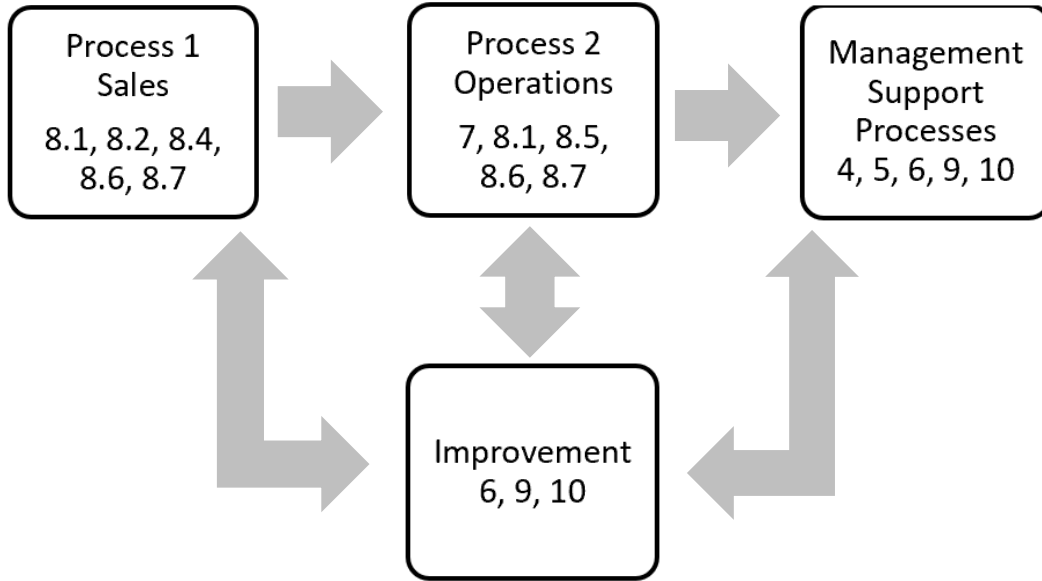 Process 1
Sales
8.1, 8.2, 8.4,
8.6, 8.7
Process 2
Operations
7, 8.1, 8.5,
8.6, 8.7
Management
Support
Processes
4, 5, 6, 9, 10
Improvement
6, 9, 10